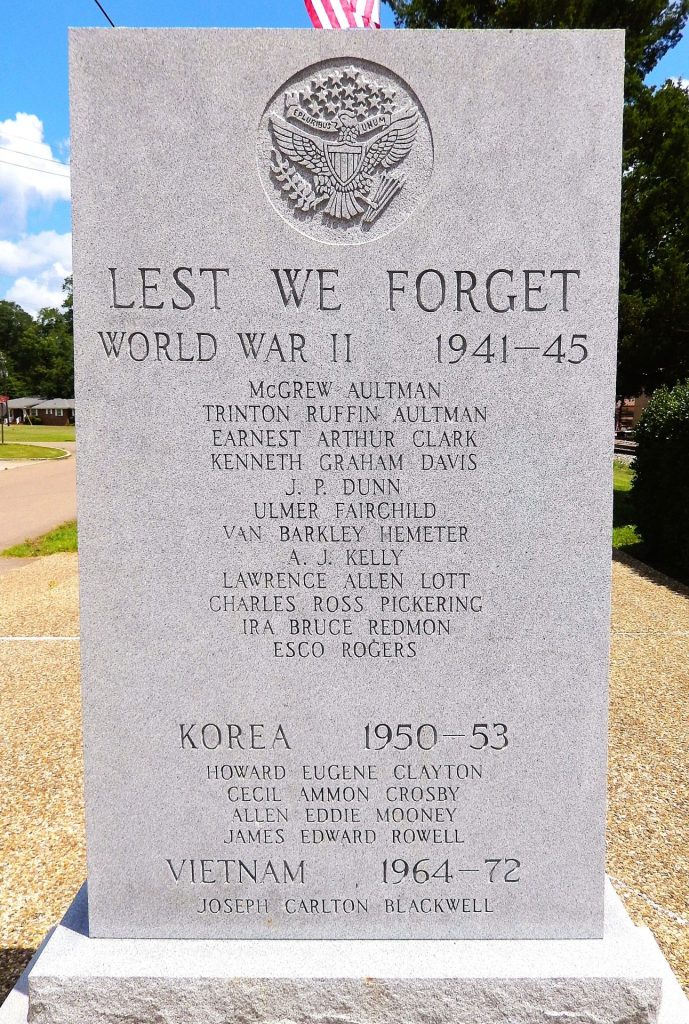 E PLURIBUS UNUM
LEST WE FORGET
WORLD WAR II 1941-45
McGREW AULTMAN
TRINTON RUFFIN AULTMAN
EARNEST ARTHUR CLARK
KENNETH GRAHAM DAVIS
J. P. DUNN
ULMER FAIRCHILD
VAN BARKLEY HEMETER
A. J. KELLY
LAWRENCE ALLEN LOTT
CHARLES ROSS PICKERING
IRA BRUCE REDMON
ESCO ROGERS
KOREA 1950-53
HOWARD EUGENE CLAYTON
CECIL AMMON CROSBY
ALLEN EDDIE MOONEY
JAMES EDWARD ROWELL
VIETNAM 1964-72
JOSEPH CARLTON BLACKWELL